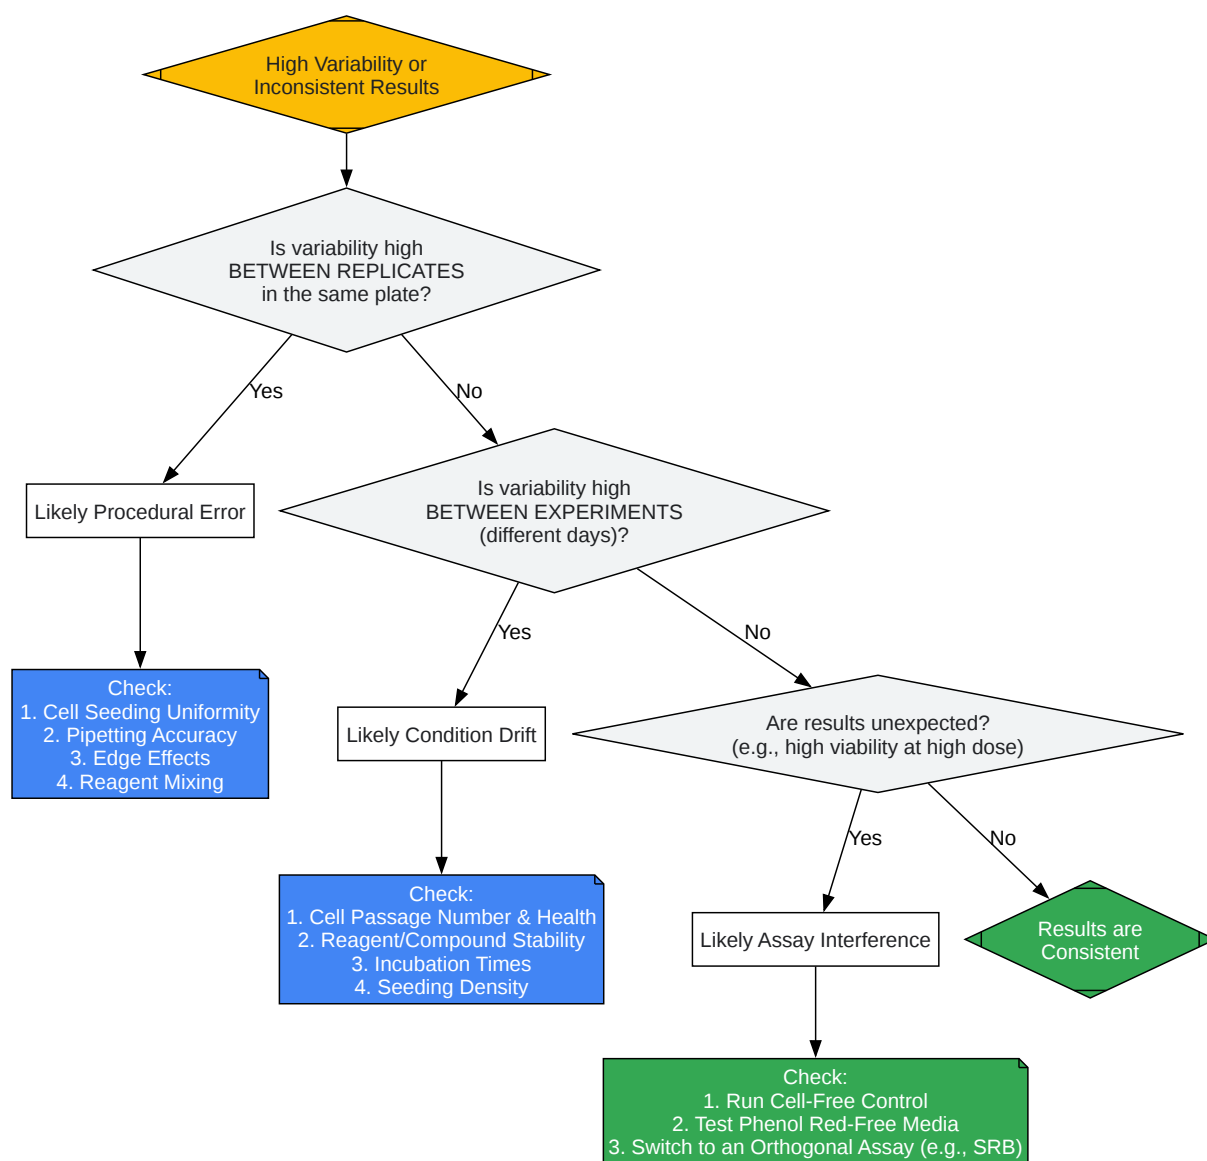 High Variability or
Inconsistent Results
Is variability high
BETWEEN REPLICATES
in the same plate?
Yes
No
Likely Procedural Error
Is variability high
BETWEEN EXPERIMENTS
(different days)?
Check:
1. Cell Seeding Uniformity
2. Pipetting Accuracy
3. Edge Effects
4. Reagent Mixing
Yes
No
Likely Condition Drift
Are results unexpected?
(e.g., high viability at high dose)
Check:
1. Cell Passage Number & Health
2. Reagent/Compound Stability
3. Incubation Times
4. Seeding Density
Yes
No
Likely Assay Interference
Results are
Consistent
Check:
1. Run Cell-Free Control
2. Test Phenol Red-Free Media
3. Switch to an Orthogonal Assay (e.g., SRB)